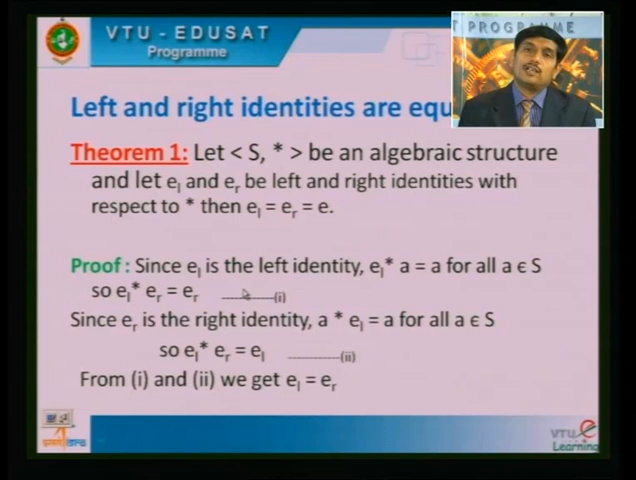 VTU - EDUSAT
Programme
T PROGRAMME
Left and right identities are equ
Theorem 1: Let < S, * > be an algebraic structure
and let eₗ and eᵣ be left and right identities with
respect to * then eₗ = eᵣ = e.
Proof : Since eₗ is the left identity, eₗ* a = a for all a ϵ S
so eₗ* eᵣ = eᵣ ----------(i)
Since eᵣ is the right identity, a * eₗ = a for all a ϵ S
so eₗ* eᵣ = eₗ ----------(ii)
From (i) and (ii) we get eₗ = eᵣ
VTU e
Learning